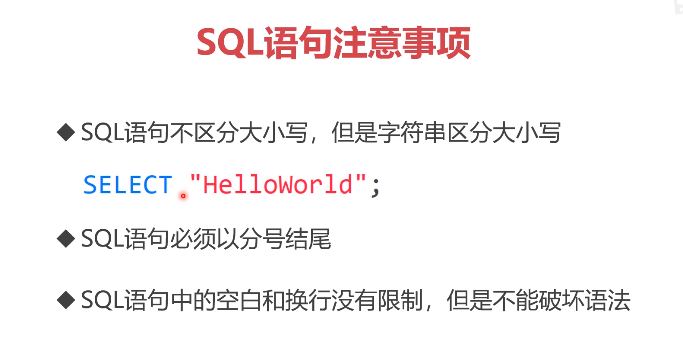 SQL语句注意事项
◆ SQL语句不区分大小写，但是字符串区分大小写
SELECT "HelloWorld";
◆ SQL语句必须以分号结尾
◆ SQL语句中的空白和换行没有限制，但是不能破坏语法